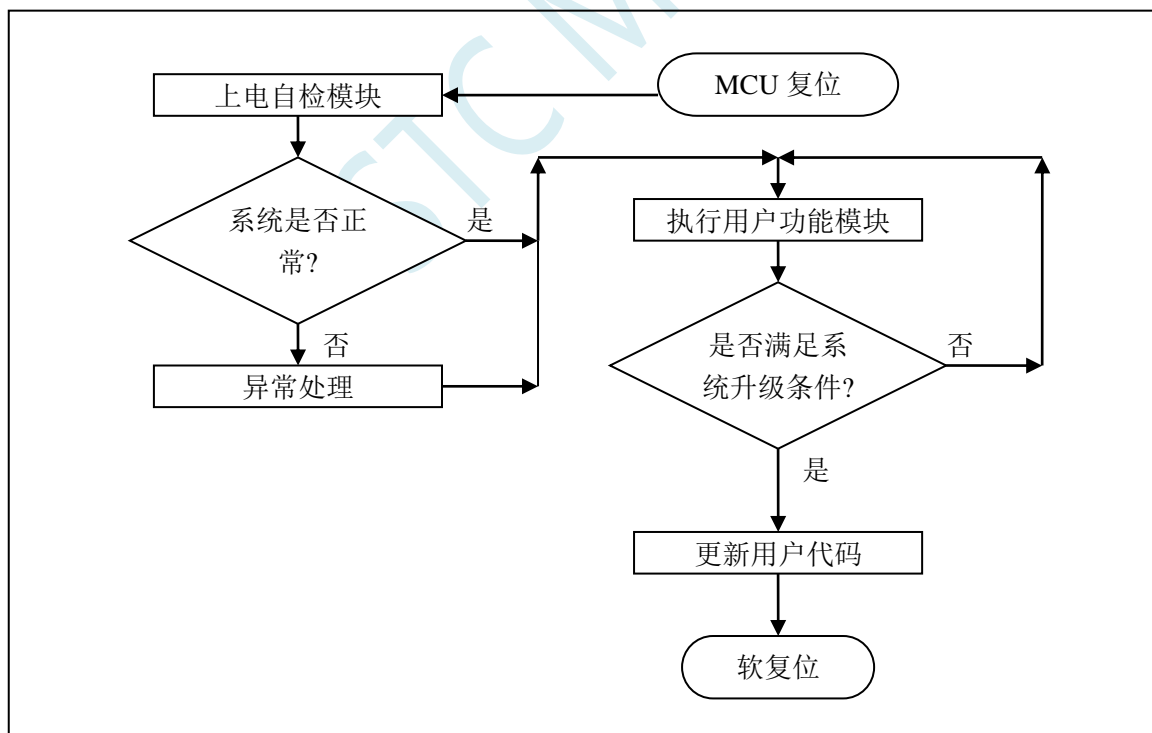 STC M
MCU 复位
上电自检模块
系统是否正
常?
是
否
异常处理
执行用户功能模块
是否满足系
统升级条件?
否
是
更新用户代码
软复位